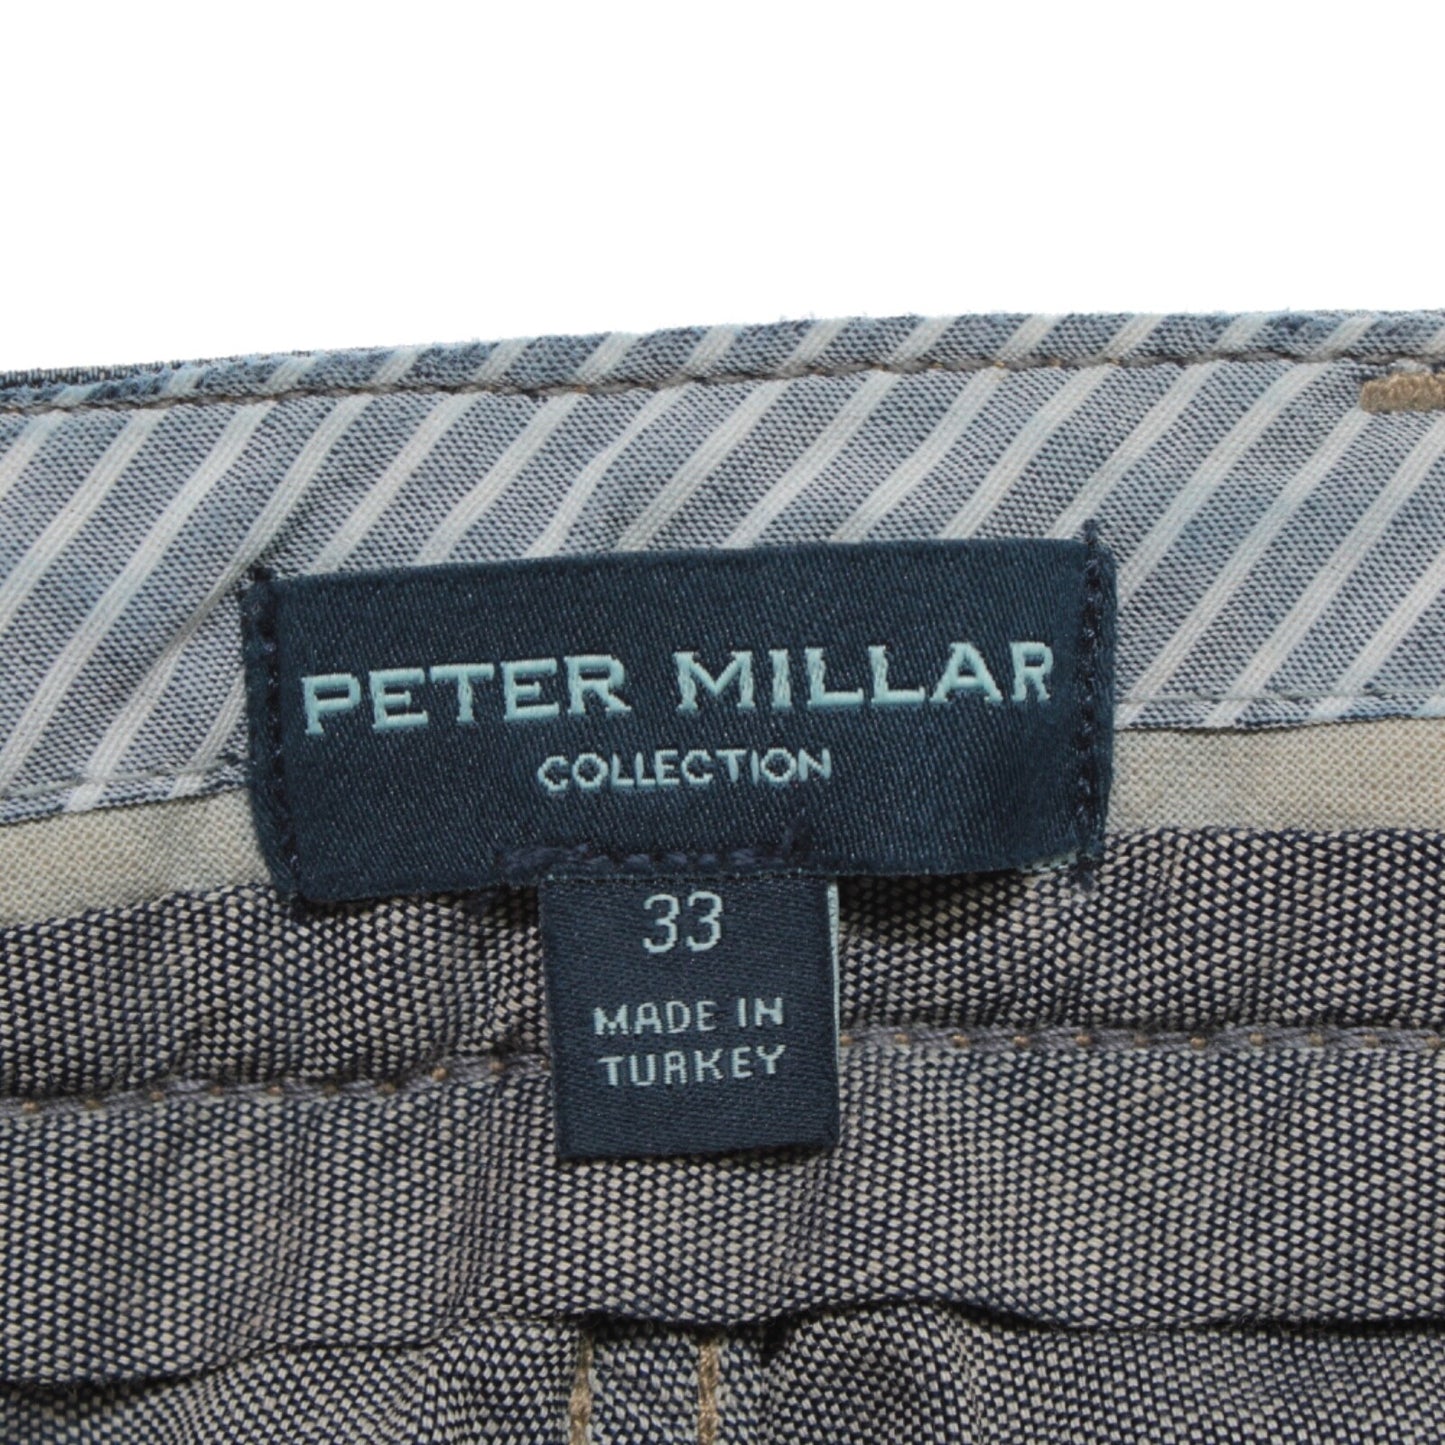 PETER MILLAR
COLLECTION
33
MADE IN
TURKEY